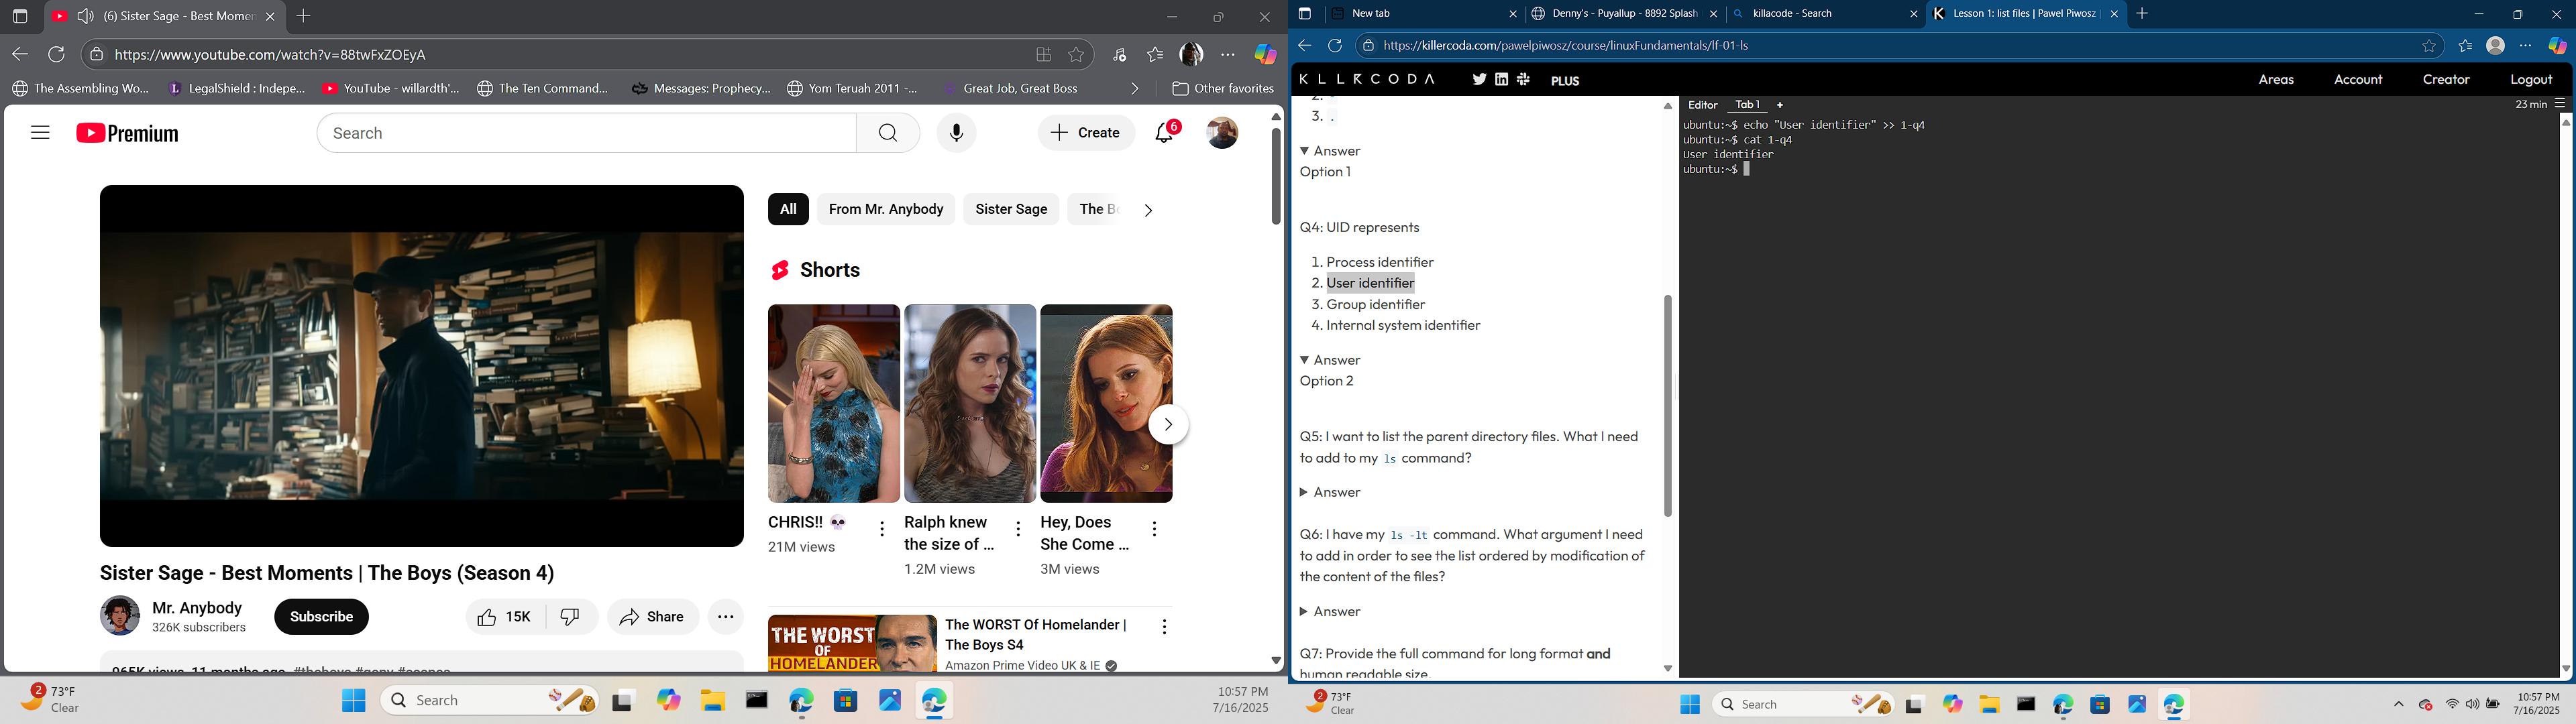 (6) Sister Sage - Best Momen
https://www.youtube.com/watch?v=88twFxZOEyA
The Assembling Wo...
LegalShield : Indepe...
YouTube - willardth'...
The Ten Command...
Messages: Prophecy...
Yom Teruah 2011 -...
Great Job, Great Boss
Other favorites
Premium
Search
Create
6
All
From Mr. Anybody
Sister Sage
The Bo
Shorts
CHRIS!! 💀
21M views
Ralph knew
the size of ...
1.2M views
Hey, Does
She Come ...
3M views
Sister Sage - Best Moments | The Boys (Season 4)
Mr. Anybody
326K subscribers
Subscribe
15K
Share
965K views 11 months ago #theboys #genv #scenes
THE WORST
OF
HOMELANDER
The WORST Of Homelander |
The Boys S4
Amazon Prime Video UK & IE
2
73°F
Clear
Search
10:57 PM
7/16/2025
New tab
Denny's - Puyallup - 8892 Splash
killacode - Search
Lesson 1: list files | Pawel Piwosz |
https://killercoda.com/pawelpiwosz/course/linuxFundamentals/lf-01-ls
KILLERCODA
PLUS
Areas
Account
Creator
Logout
2. -
3. .
Answer
Option 1
Q4: UID represents
1. Process identifier
2. User identifier
3. Group identifier
4. Internal system identifier
Answer
Option 2
Q5: I want to list the parent directory files. What I need
to add to my ls command?
Answer
Q6: I have my ls -lt command. What argument I need
to add in order to see the list ordered by modification of
the content of the files?
Answer
Q7: Provide the full command for long format and
human readable size.
Editor
Tab 1
+
23 min
ubuntu:~$ echo "User identifier" >> 1-q4
ubuntu:~$ cat 1-q4
User identifier
ubuntu:~$
2
73°F
Clear
Search
10:57 PM
7/16/2025